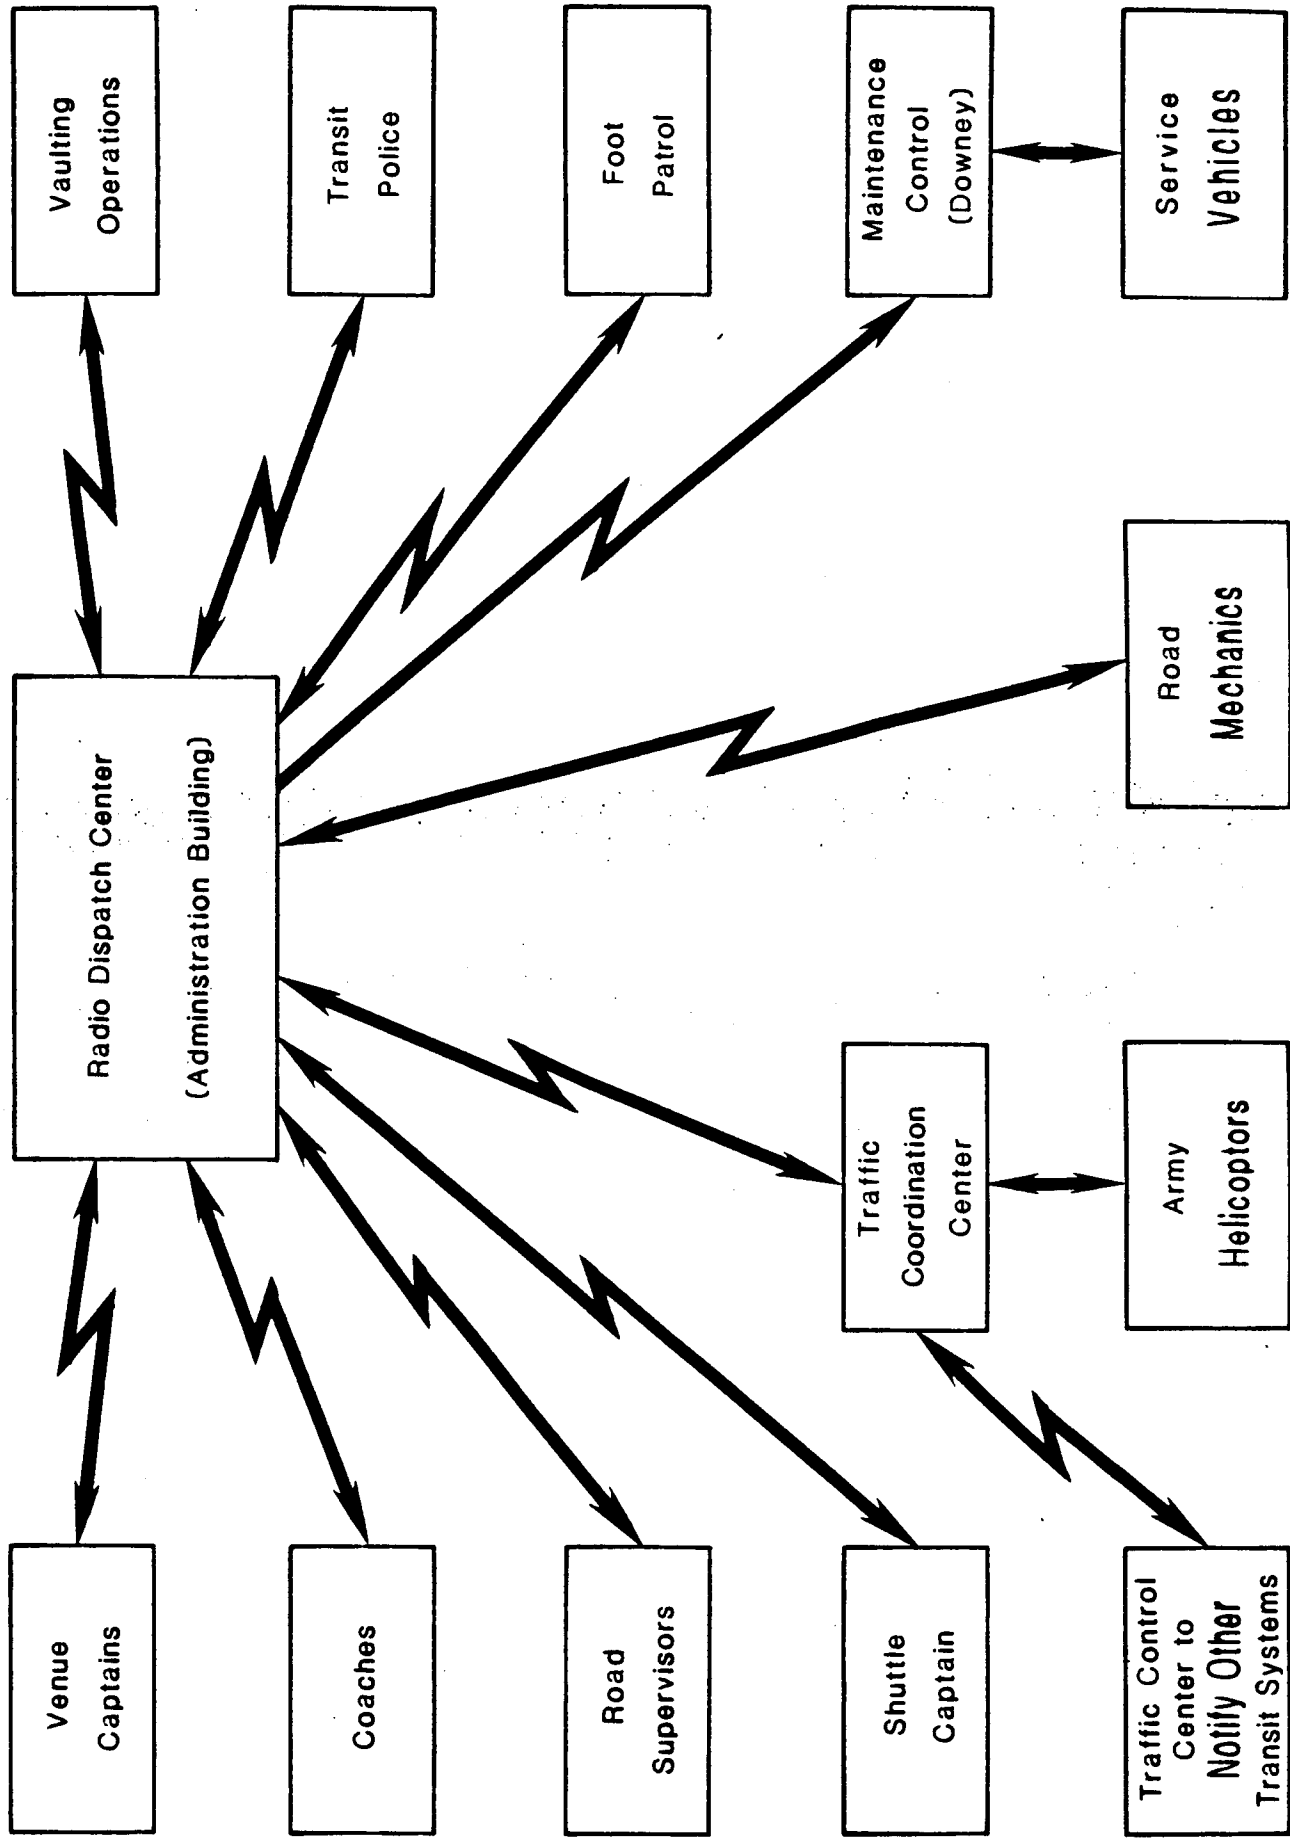 Radio Dispatch Center
(Administration Building)
Venue
Captains
Vaulting
Operations
Coaches
Transit
Police
Road
Supervisors
Foot
Patrol
Shuttle
Captain
Traffic
Coordination
Center
Maintenance
Control
(Downey)
Traffic Control
Center to
Notify Other
Transit Systems
Army
Helicoptors
Road
Mechanics
Service
Vehicles